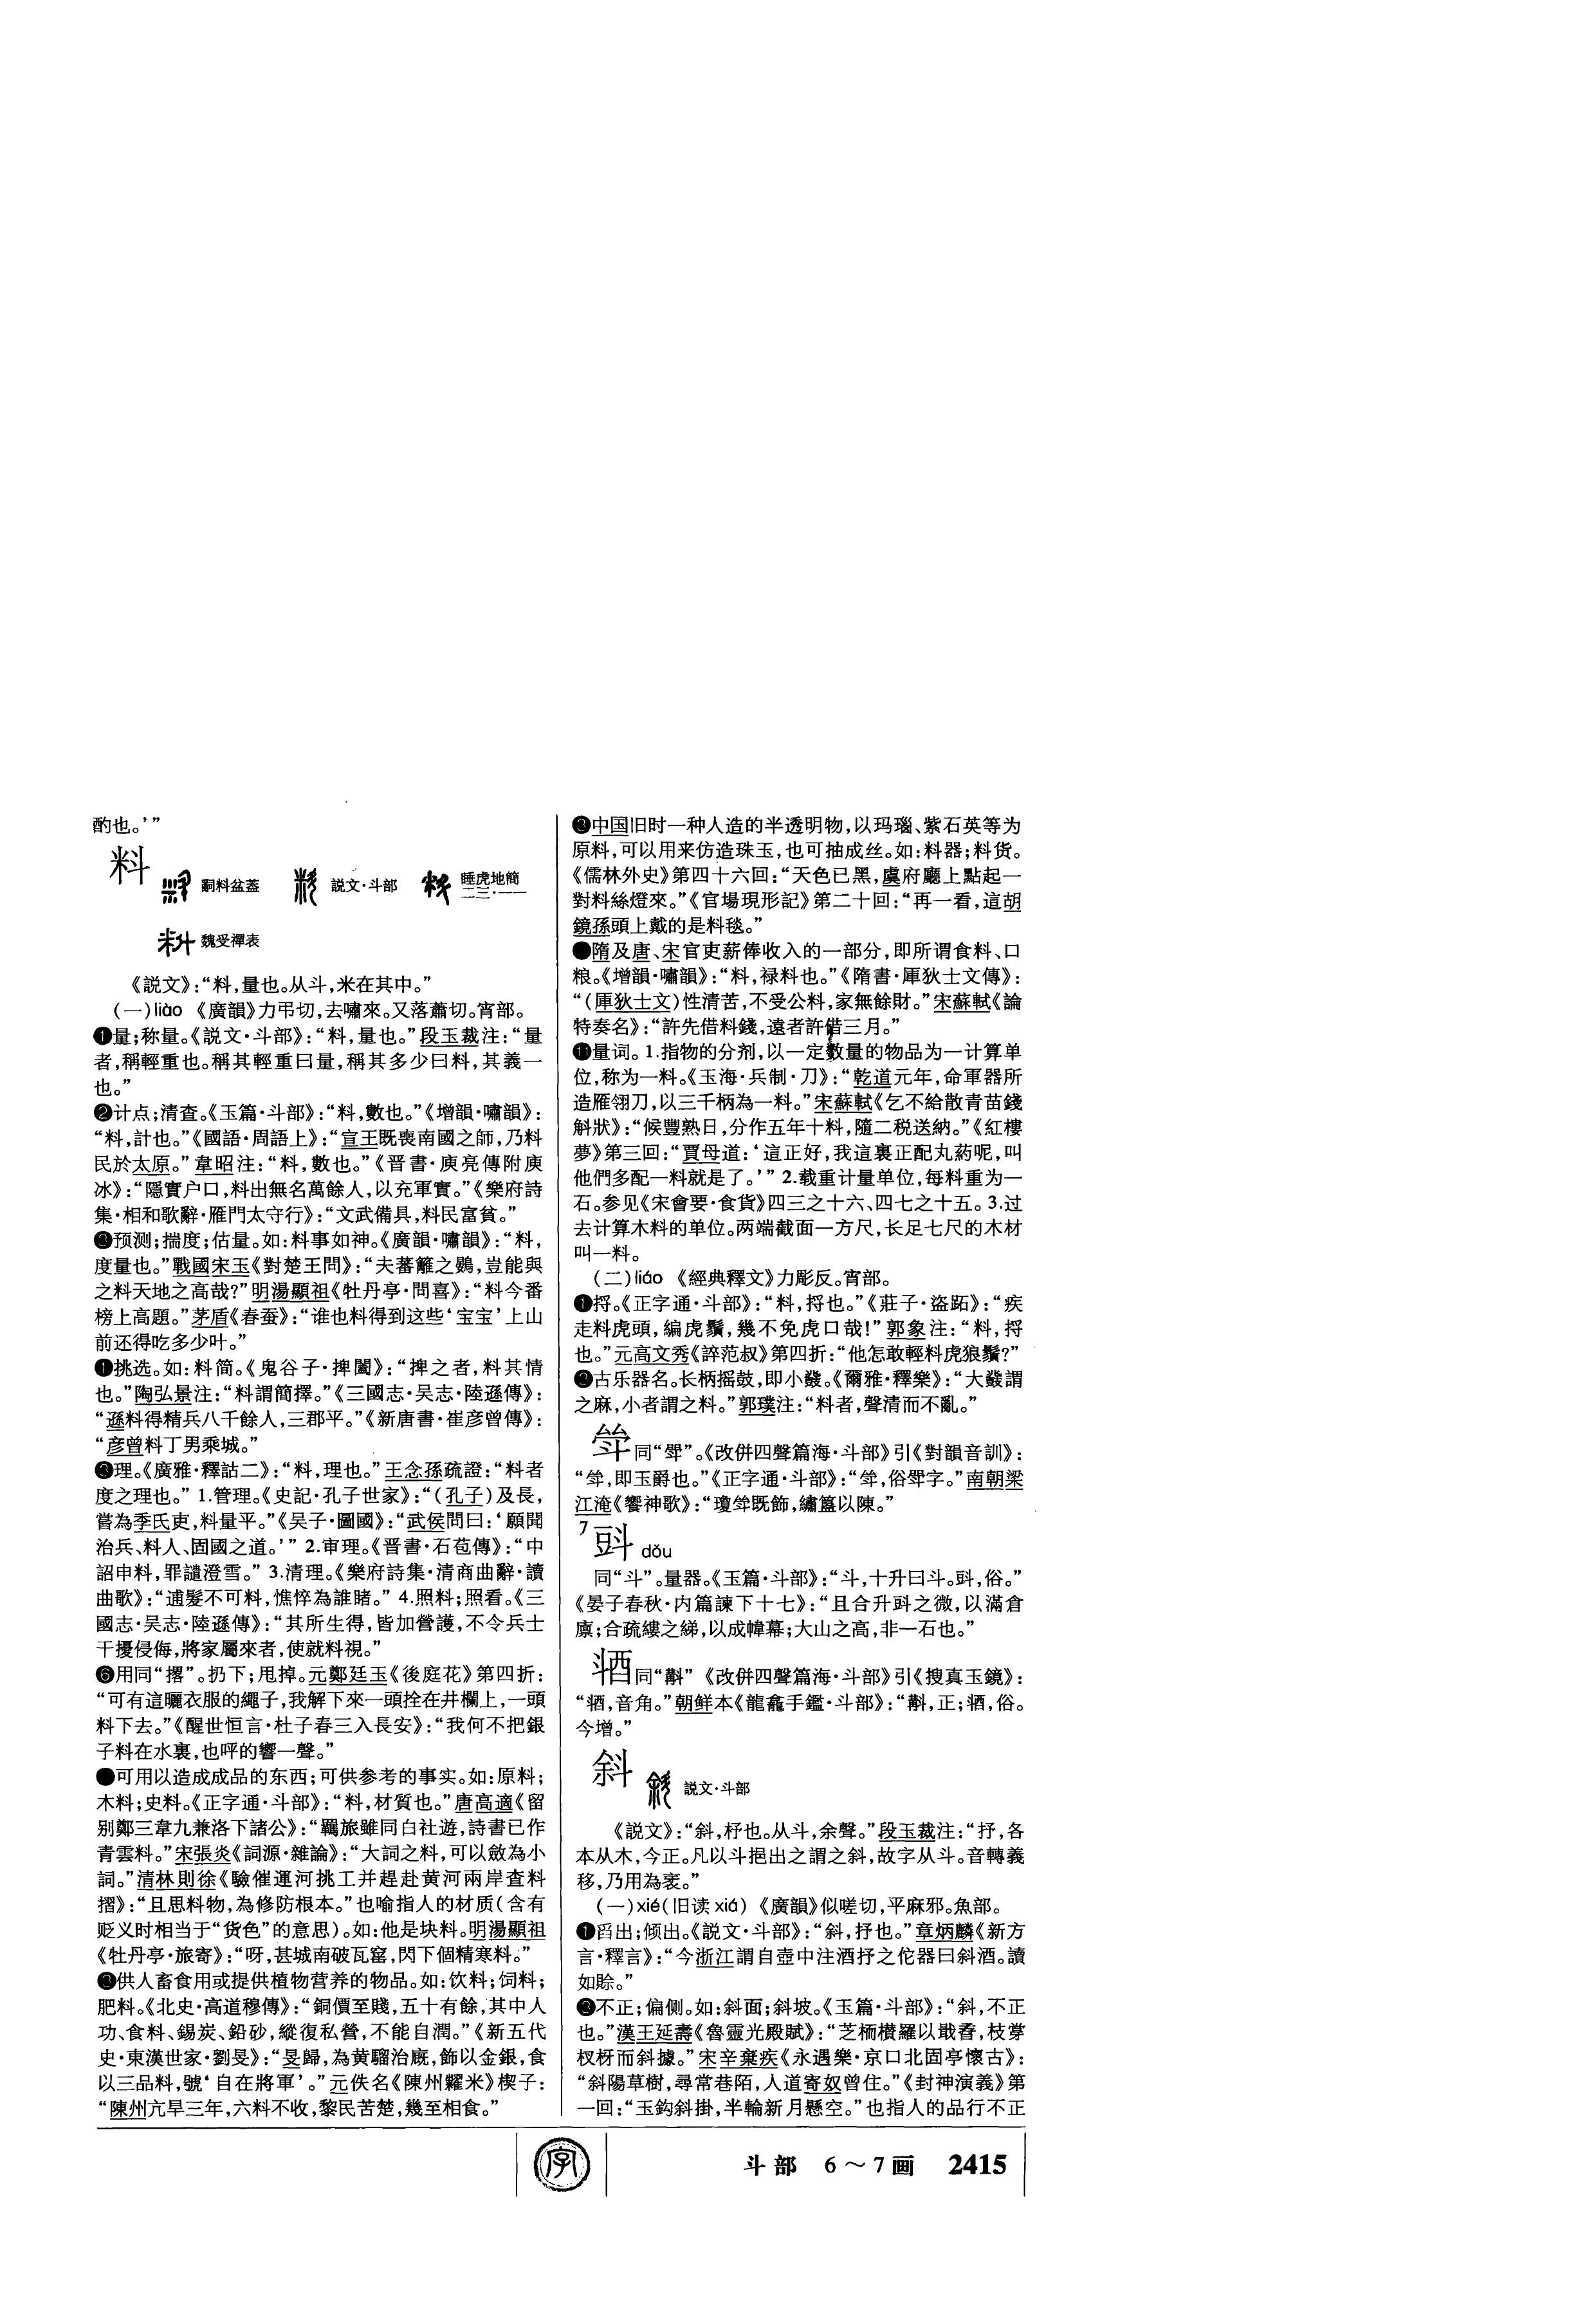 酌也。’”
料
嗣料盆蓋
説文·斗部
睡虎地簡
二三·一一
魏受禪表
《説文》：“料，量也。从斗，米在其中。”
(一)liào 《廣韻》力弔切，去嘯來。又落蕭切。宵部。
❶量；称量。《説文·斗部》：“料，量也。”段玉裁注：“量
者，稱輕重也。稱其輕重曰量，稱其多少曰料，其義一
也。”
❷计点；清查。《玉篇·斗部》：“料，數也。”《增韻·嘯韻》：
“料，計也。”《國語·周語上》：“宣王既喪南國之師，乃料
民於太原。”韋昭注：“料，數也。”《晋書·庾亮傳附庾
冰》：“隱實户口，料出無名萬餘人，以充軍實。”《樂府詩
集·相和歌辭·雁門太守行》：“文武備具，料民富貧。”
❸预测；揣度；估量。如：料事如神。《廣韻·嘯韻》：“料，
度量也。”戰國宋玉《對楚王問》：“夫蕃籬之鷃，豈能與
之料天地之高哉？”明湯顯祖《牡丹亭·問喜》：“料今番
榜上高題。”茅盾《春蚕》：“谁也料得到这些‘宝宝’上山
前还得吃多少叶。”
❶挑选。如：料简。《鬼谷子·捭闔》：“捭之者，料其情
也。”陶弘景注：“料謂簡擇。”《三國志·吴志·陸遜傳》：
“遜料得精兵八千餘人，三郡平。”《新唐書·崔彦曾傳》：
“彦曾料丁男乘城。”
❸理。《廣雅·釋詁二》：“料，理也。”王念孫疏證：“料者
度之理也。” 1.管理。《史記·孔子世家》：“(孔子)及長，
嘗為季氏吏，料量平。”《吴子·圖國》：“武侯問曰：‘願聞
治兵、料人、固國之道。’” 2.审理。《晋書·石苞傳》：“中
詔申料，罪譴澄雪。” 3.清理。《樂府詩集·清商曲辭·讀
曲歌》：“逋髮不可料，憔悴為誰睹。” 4.照料；照看。《三
國志·吴志·陸遜傳》：“其所生得，皆加營護，不令兵士
干擾侵侮，將家屬來者，使就料視。”
❻用同“撂”。扔下；甩掉。元鄭廷玉《後庭花》第四折：
“可有這曬衣服的繩子，我解下來一頭拴在井欄上，一頭
料下去。”《醒世恒言·杜子春三入長安》：“我何不把銀
子料在水裏，也呯的響一聲。”
●可用以造成成品的东西；可供参考的事实。如：原料；
木料；史料。《正字通·斗部》：“料，材質也。”唐高適《留
别鄭三韋九兼洛下諸公》：“羈旅雖同白社遊，詩書已作
青雲料。”宋張炎《詞源·雜論》：“大詞之料，可以斂為小
詞。”清林則徐《驗催運河挑工并趕赴黄河兩岸查料
摺》：“且思料物，為修防根本。”也喻指人的材质(含有
贬义时相当于“货色”的意思)。如：他是块料。明湯顯祖
《牡丹亭·旅寄》：“呀，甚城南破瓦窑，閃下個精寒料。”
❸供人畜食用或提供植物营养的物品。如：饮料；饲料；
肥料。《北史·高道穆傳》：“銅價至賤，五十有餘，其中人
功、食料、錫炭、鉛砂，縱復私營，不能自潤。”《新五代
史·東漢世家·劉旻》：“旻歸，為黄騮治廐，飾以金銀，食
以三品料，號‘自在將軍’。”元佚名《陳州糶米》楔子：
“陳州亢旱三年，六料不收，黎民苦楚，幾至相食。”
❸中国旧时一种人造的半透明物，以玛瑙、紫石英等为
原料，可以用来仿造珠玉，也可抽成丝。如：料器；料货。
《儒林外史》第四十六回：“天色已黑，虞府廳上點起一
對料絲燈來。”《官場現形記》第二十回：“再一看，這胡
鏡孫頭上戴的是料毯。”
●隋及唐、宋官吏薪俸收入的一部分，即所谓食料、口
粮。《增韻·嘯韻》：“料，禄料也。”《隋書·厙狄士文傳》：
“(厙狄士文)性清苦，不受公料，家無餘財。”宋蘇軾《論
特奏名》：“許先借料錢，遠者許借三月。”
⓫量词。1.指物的分剂，以一定数量的物品为一计算单
位，称为一料。《玉海·兵制·刀》：“乾道元年，命軍器所
造雁翎刀，以三千柄為一料。”宋蘇軾《乞不給散青苗錢
斛狀》：“候豐熟日，分作五年十料，隨二税送納。”《紅樓
夢》第三回：“賈母道：‘這正好，我這裏正配丸葯呢，叫
他們多配一料就是了。’” 2.载重计量单位，每料重为一
石。参见《宋會要·食貨》四三之十六、四七之十五。3.过
去计算木料的单位。两端截面一方尺，长足七尺的木材
叫一料。
(二)liáo 《經典釋文》力彫反。宵部。
❶捋。《正字通·斗部》：“料，捋也。”《莊子·盗跖》：“疾
走料虎頭，編虎鬚，幾不免虎口哉！”郭象注：“料，捋
也。”元高文秀《誶范叔》第四折：“他怎敢輕料虎狼鬚？”
❸古乐器名。长柄摇鼓，即小鼗。《爾雅·釋樂》：“大鼗謂
之麻，小者謂之料。”郭璞注：“料者，聲清而不亂。”
同“斝”。《改併四聲篇海·斗部》引《對韻音訓》：
“斚，即玉爵也。”《正字通·斗部》：“斚，俗斝字。”南朝梁
江淹《饗神歌》：“瓊斚既飾，繡簋以陳。”
7
㪷 dǒu
同“斗”。量器。《玉篇·斗部》：“斗，十升曰斗。㪷，俗。”
《晏子春秋·内篇諫下十七》：“且合升㪷之微，以滿倉
廪；合疏縷之綈，以成幃幕；大山之高，非一石也。”
同“斠” 《改併四聲篇海·斗部》引《搜真玉鏡》：
音角。”朝鲜本《龍龕手鑑·斗部》：“斠，正；俗。
今增。”
斜
説文·斗部
《説文》：“斜，杼也。从斗，余聲。”段玉裁注：“抒，各
本从木，今正。凡以斗挹出之謂之斜，故字从斗。音轉義
移，乃用為衺。”
(一)xié(旧读xiá) 《廣韻》似嗟切，平麻邪。魚部。
❶舀出；倾出。《説文·斗部》：“斜，抒也。”章炳麟《新方
言·釋言》：“今浙江謂自壺中注酒抒之佗器曰斜酒。讀
如賒。”
❷不正；偏侧。如：斜面；斜坡。《玉篇·斗部》：“斜，不正
也。”漢王延壽《魯靈光殿賦》：“芝栭欑羅以戢孴，枝掌
杈枒而斜據。”宋辛棄疾《永遇樂·京口北固亭懷古》：
“斜陽草樹，尋常巷陌，人道寄奴曾住。”《封神演義》第
一回：“玉鈎斜掛，半輪新月懸空。”也指人的品行不正
字
斗部 6～7画 2415